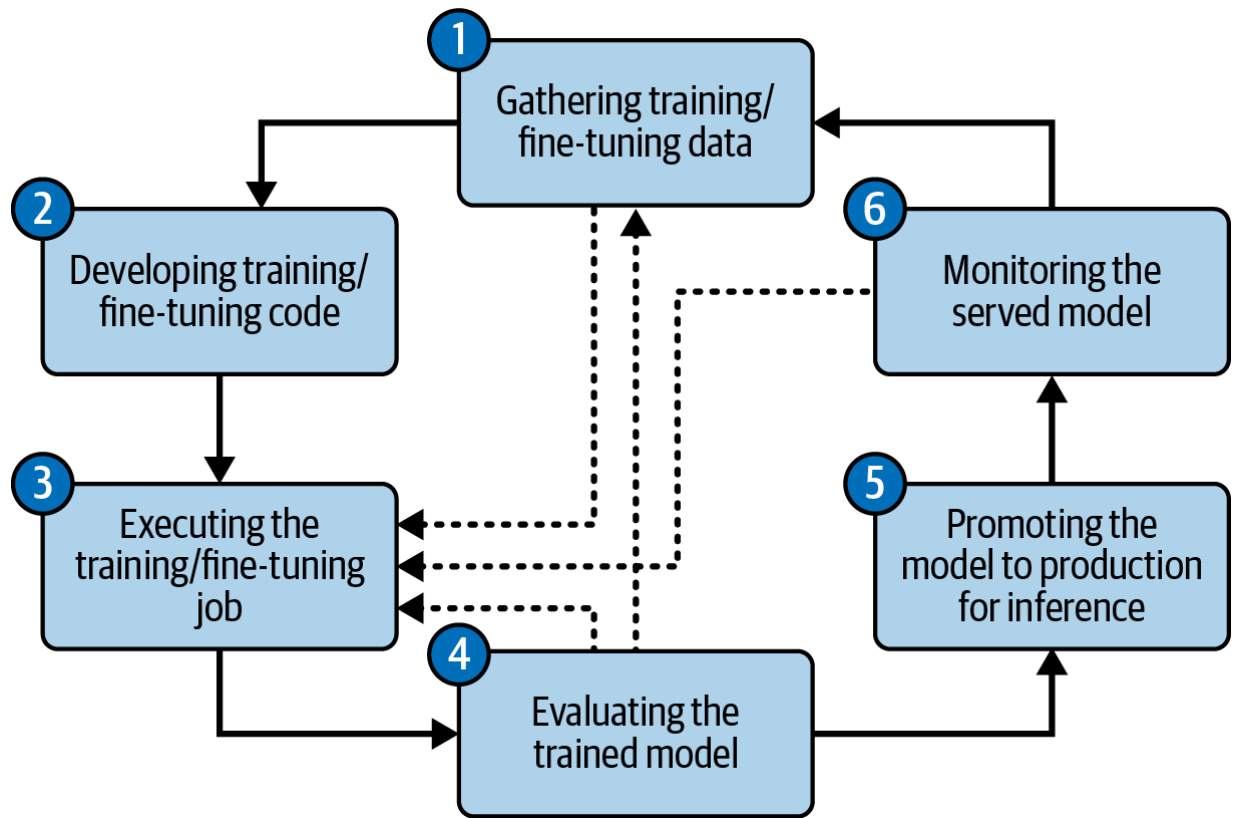 1
Gathering training/
fine-tuning data
2
Developing training/
fine-tuning code
3
Executing the
training/fine-tuning
job
4
Evaluating the
trained model
5
Promoting the
model to production
for inference
6
Monitoring the
served model